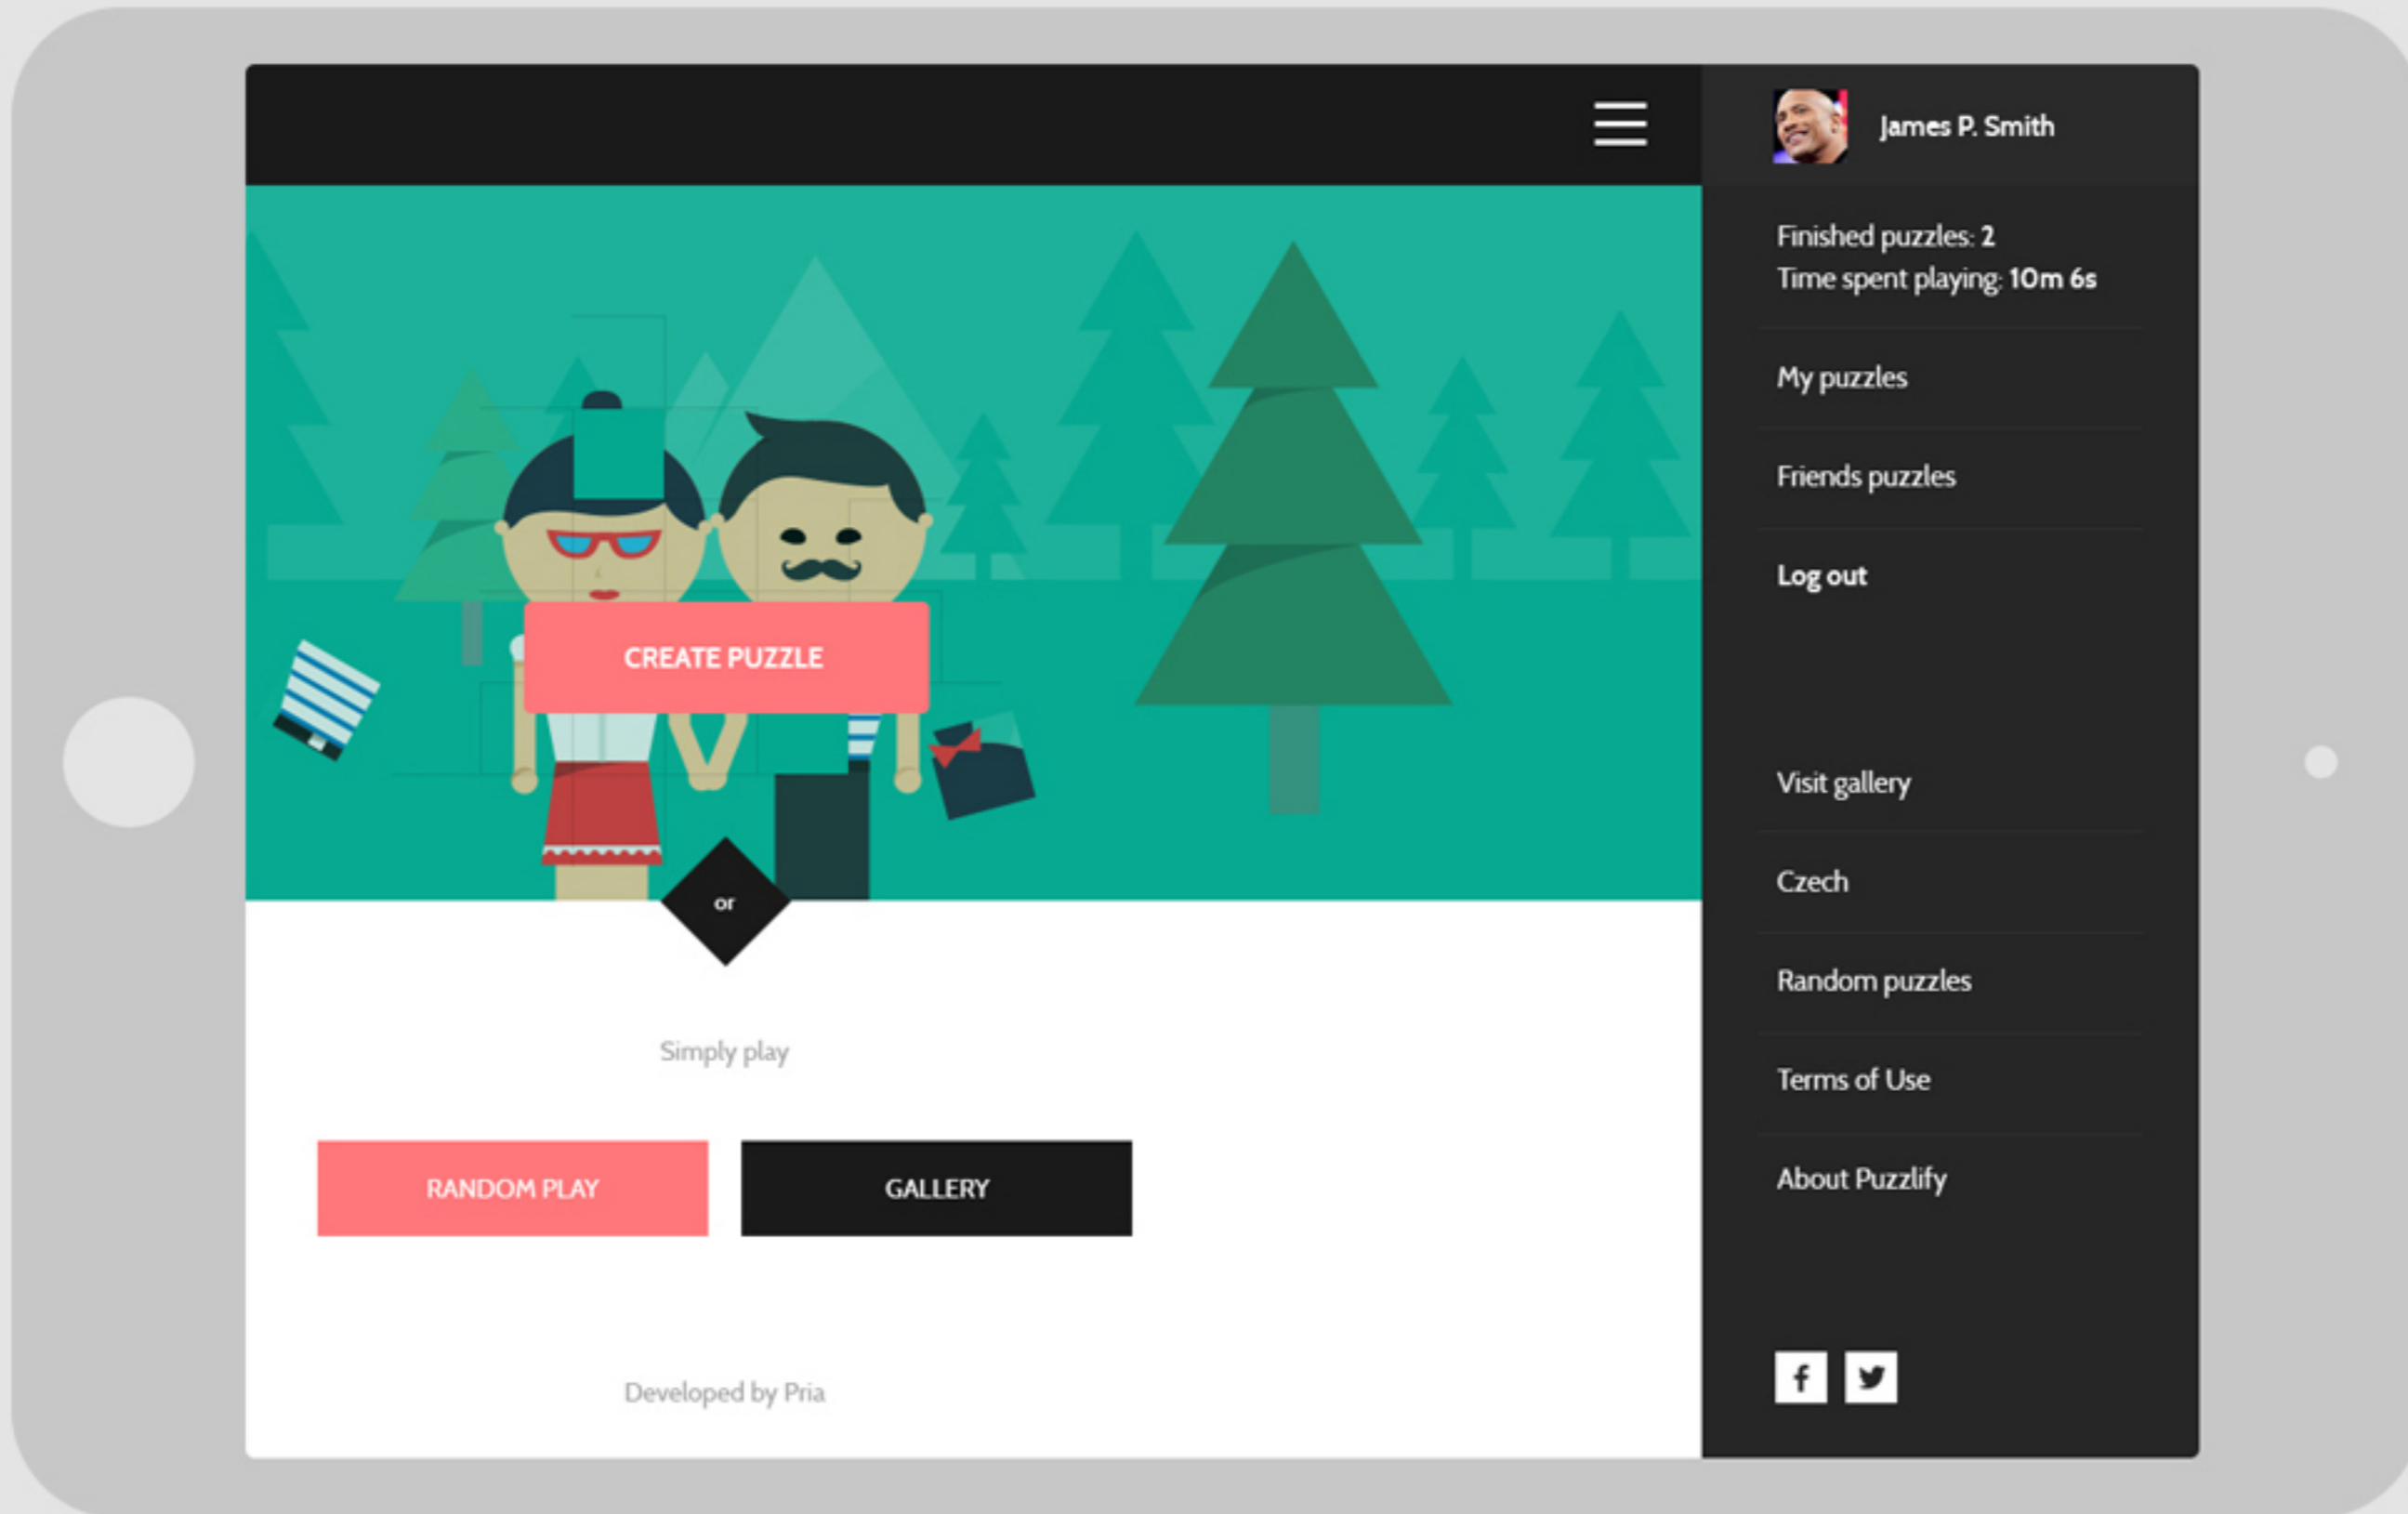 James P. Smith
Finished puzzles: 2
Time spent playing: 10m 6s
My puzzles
Friends puzzles
Log out
CREATE PUZZLE
or
Simply play
RANDOM PLAY
GALLERY
Developed by Pria
Visit gallery
Czech
Random puzzles
Terms of Use
About Puzzlify